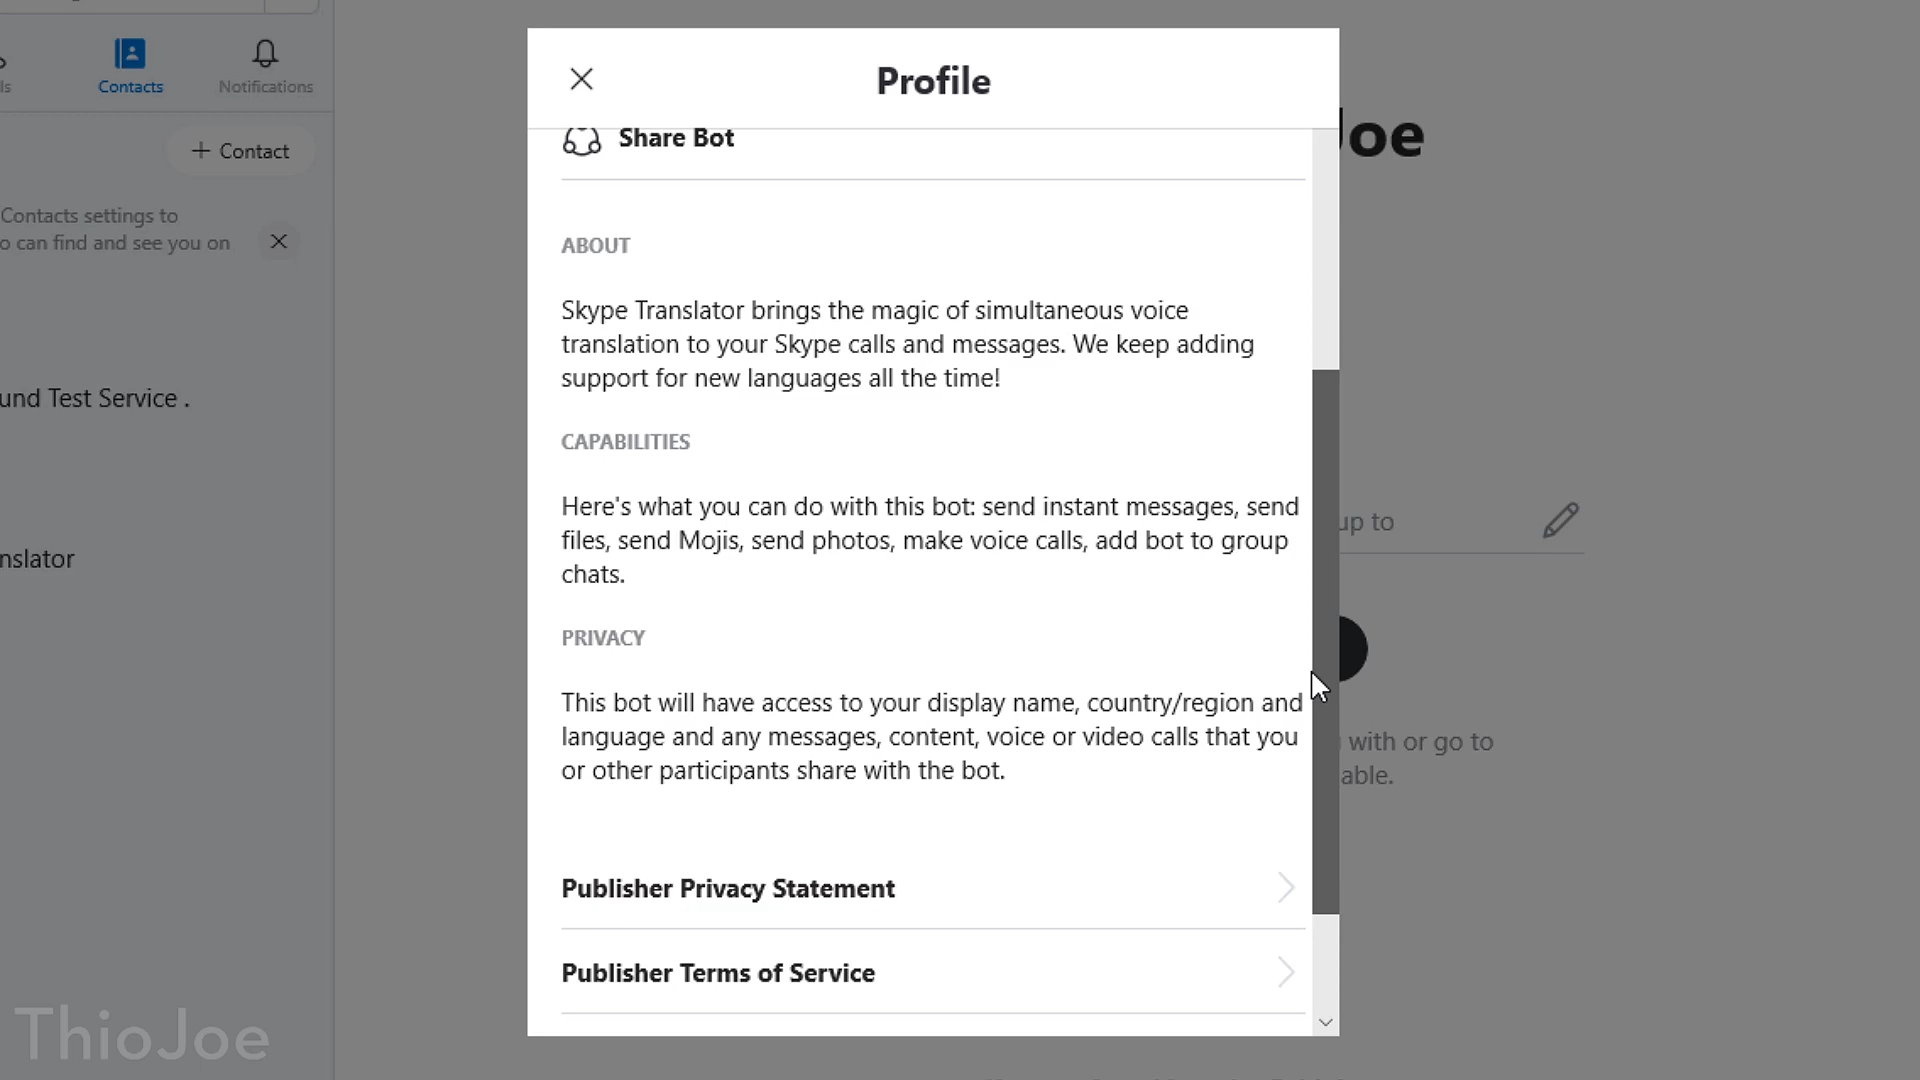 Profile
Contacts
Notifications
Contact
Share Bot
Contacts settings to
can find and see you on
Test Service .
ABOUT
Skype Translator brings the magic of simultaneous voice
translation to your Skype calls and messages. We keep adding
support for new languages all the time!
CAPABILITIES
Here's what you can do with this bot: send instant messages, send
files, send Mojis, send photos, make voice calls, add bot to group
chats.
up to
PRIVACY
This bot will have access to your display name, country/region and
language and any messages, content, voice or video calls that you
or other participants share with the bot.
with or go to
Publisher Privacy Statement
Publisher Terms of Service
ThioJoe